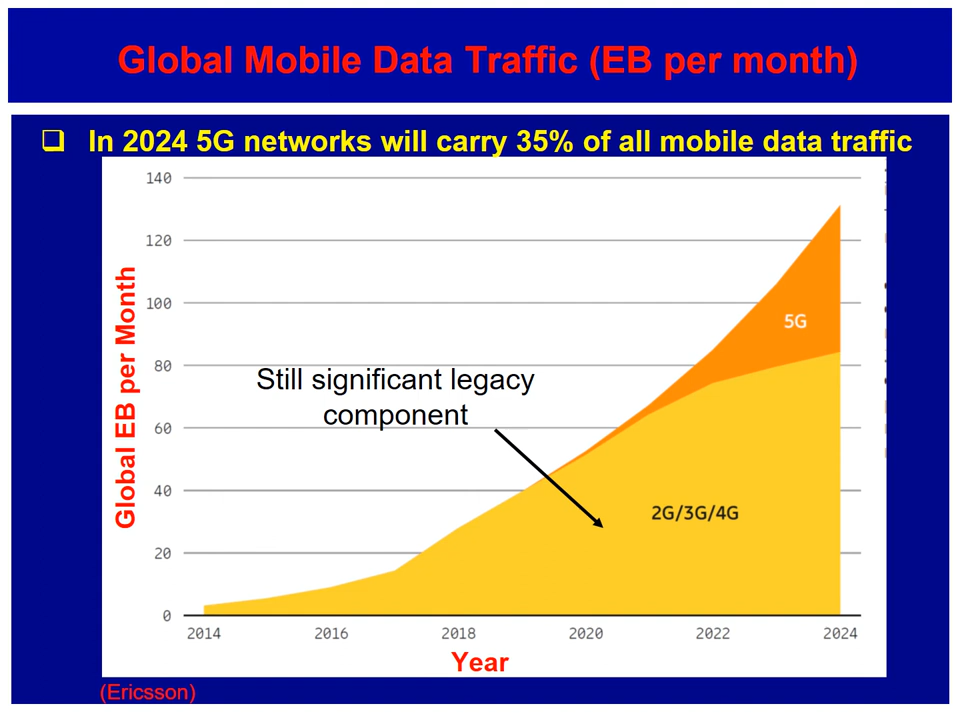 Global Mobile Data Traffic (EB per month)
In 2024 5G networks will carry 35% of all mobile data traffic
140
120
100
80
60
40
20
0
Global EB per Month
5G
Still significant legacy
component
2G/3G/4G
2014 2016 2018 2020 2022 2024
Year
(Ericsson)